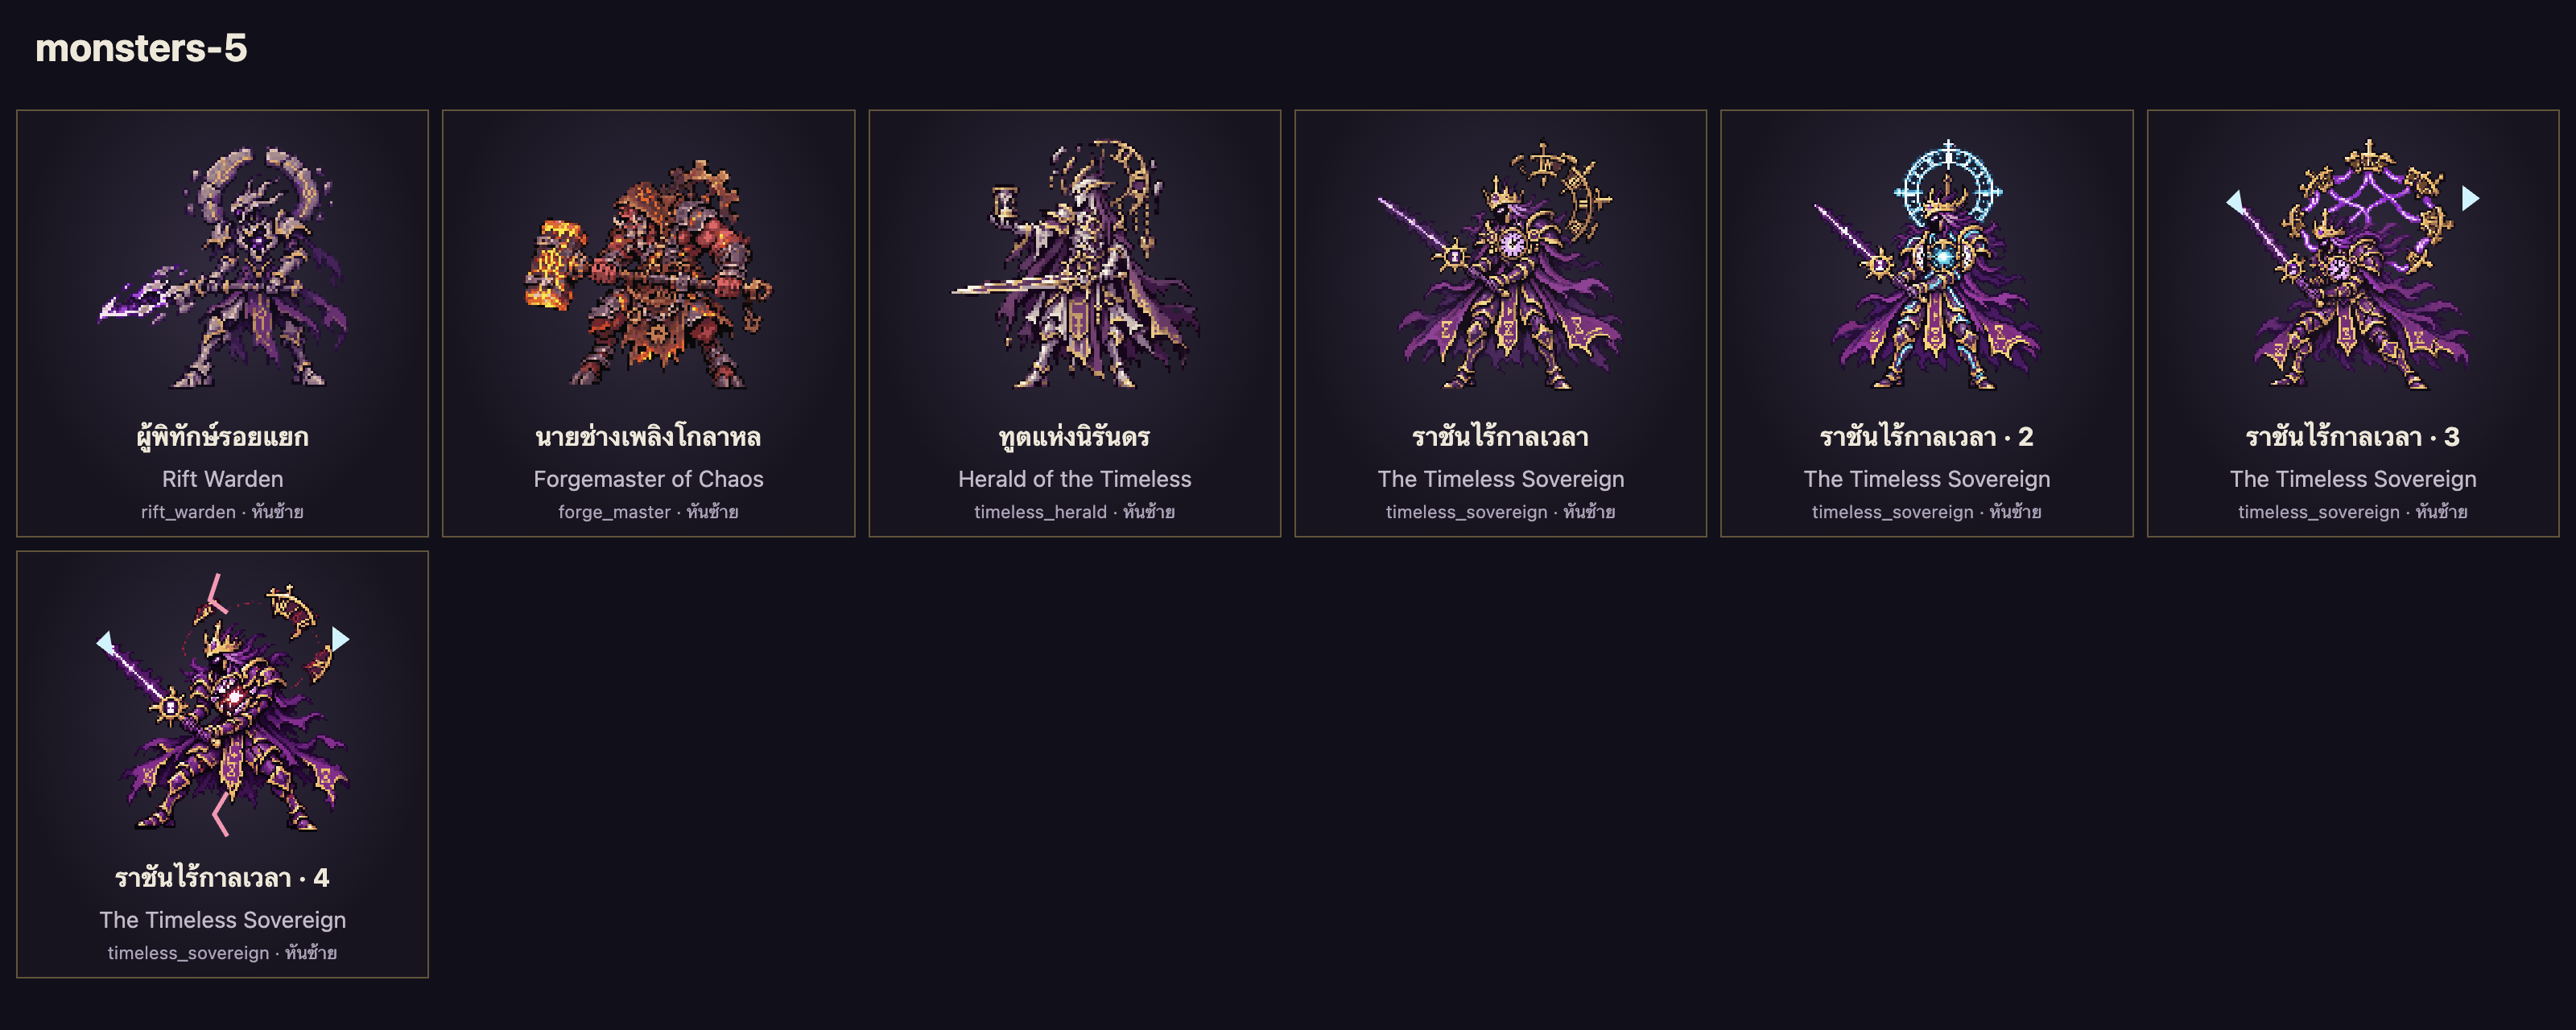 monsters-5
ผู้พิทักษ์รอยแยก
Rift Warden
rift_warden · หันซ้าย
นายช่างเพลิงโกลาหล
Forgemaster of Chaos
forge_master · หันซ้าย
ทูตแห่งนิรันดร
Herald of the Timeless
timeless_herald · หันซ้าย
ราชันไร้กาลเวลา
The Timeless Sovereign
timeless_sovereign · หันซ้าย
ราชันไร้กาลเวลา · 2
The Timeless Sovereign
timeless_sovereign · หันซ้าย
ราชันไร้กาลเวลา · 3
The Timeless Sovereign
timeless_sovereign · หันซ้าย
ราชันไร้กาลเวลา · 4
The Timeless Sovereign
timeless_sovereign · หันซ้าย